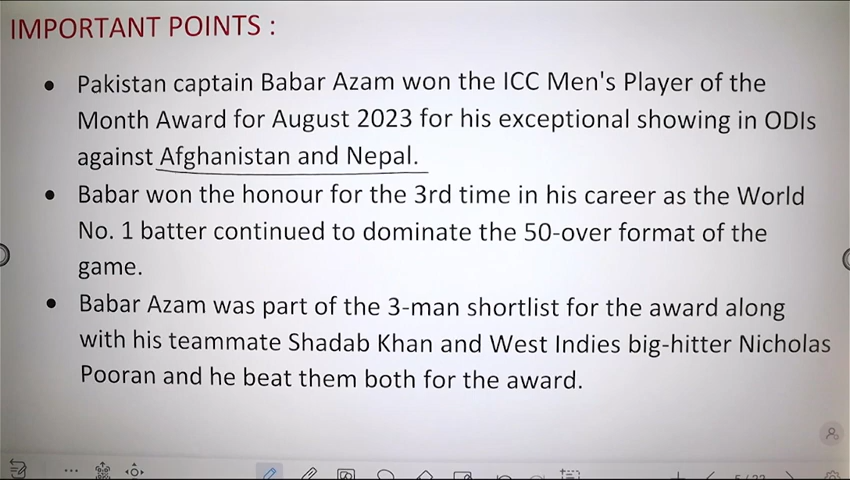 IMPORTANT POINTS :
• Pakistan captain Babar Azam won the ICC Men's Player of the
Month Award for August 2023 for his exceptional showing in ODIs
against Afghanistan and Nepal.
• Babar won the honour for the 3rd time in his career as the World
No. 1 batter continued to dominate the 50-over format of the
game.
• Babar Azam was part of the 3-man shortlist for the award along
with his teammate Shadab Khan and West Indies big-hitter Nicholas
Pooran and he beat them both for the award.